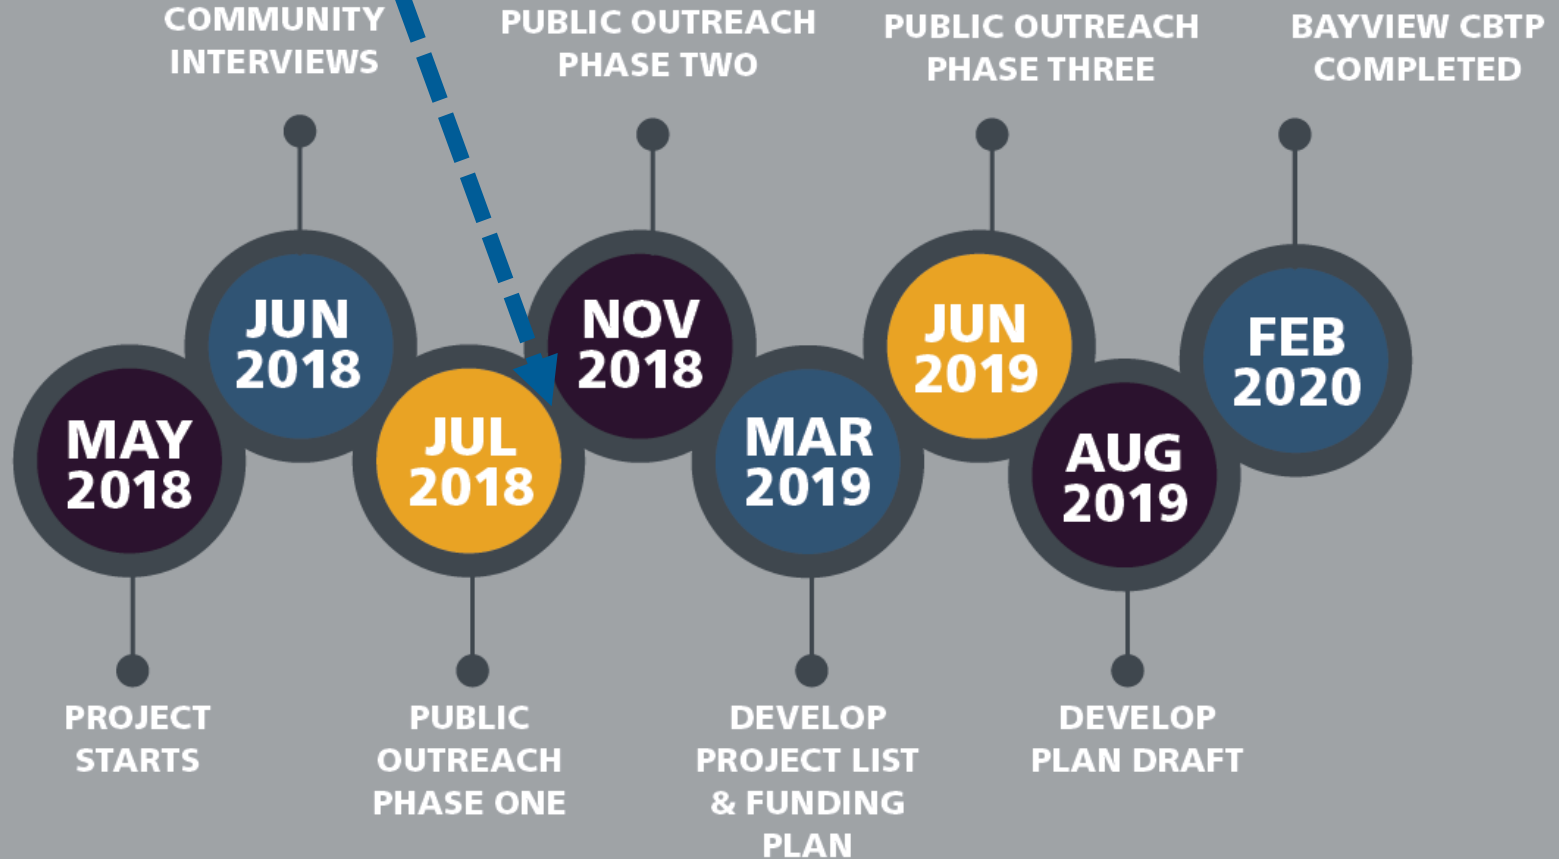 COMMUNITY
INTERVIEWS
PUBLIC OUTREACH
PHASE TWO
PUBLIC OUTREACH
PHASE THREE
BAYVIEW CBTP
COMPLETED
MAY
2018
JUN
2018
JUL
2018
NOV
2018
MAR
2019
JUN
2019
AUG
2019
FEB
2020
PROJECT
STARTS
PUBLIC
OUTREACH
PHASE ONE
DEVELOP
PROJECT LIST
& FUNDING
PLAN
DEVELOP
PLAN DRAFT